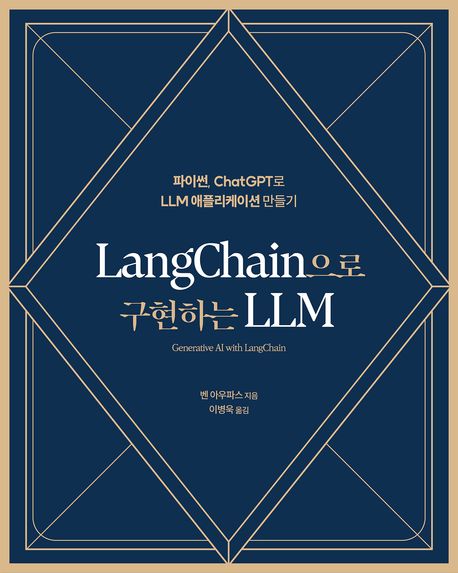 파이썬, ChatGPT로
LLM 애플리케이션 만들기
LangChain으로
구현하는 LLM
Generative AI with LangChain
벤 아우파스 지음
이병욱 옮김